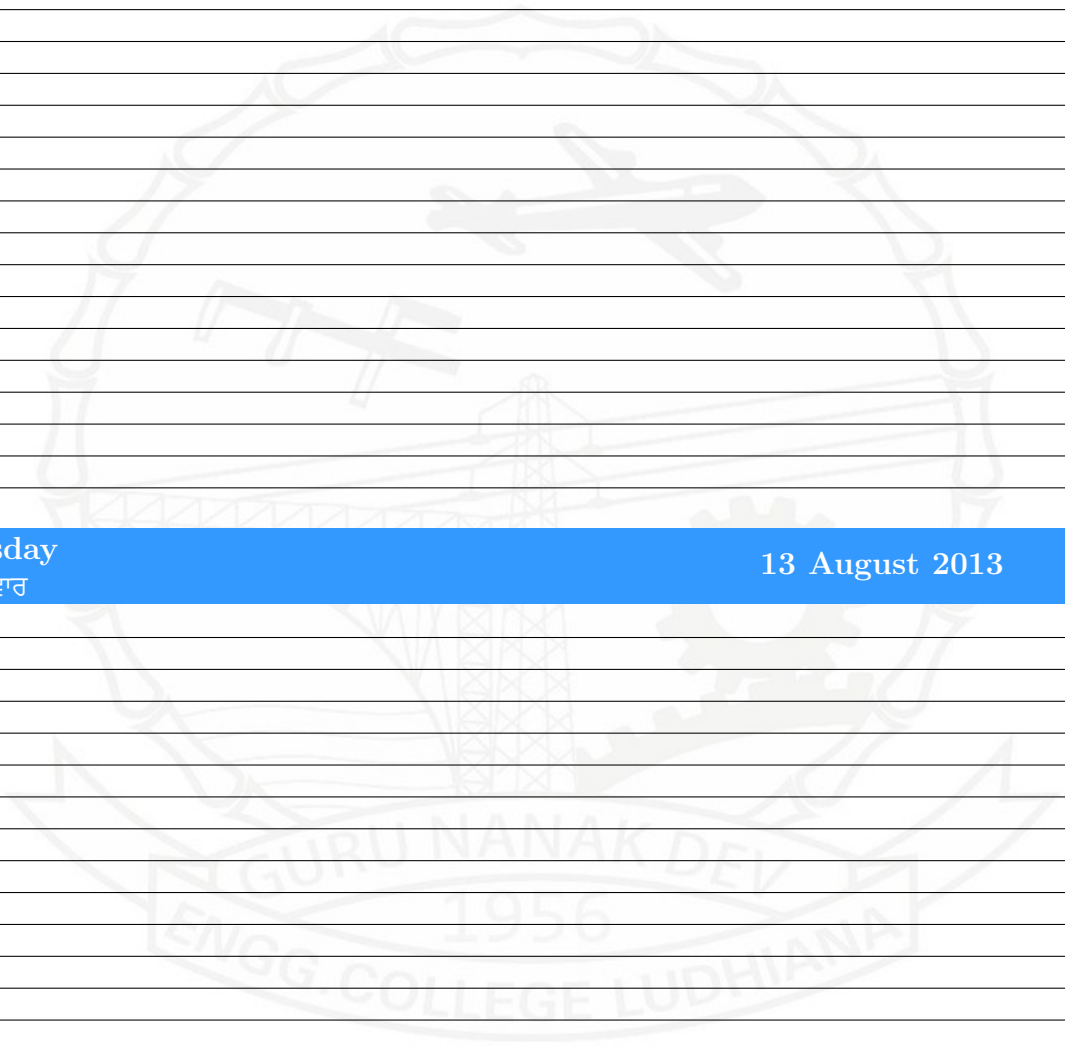 sday
ਵਾਰ
13 August 2013
GURU NANAK DEV
1956
ENGG. COLLEGE LUDHIANA